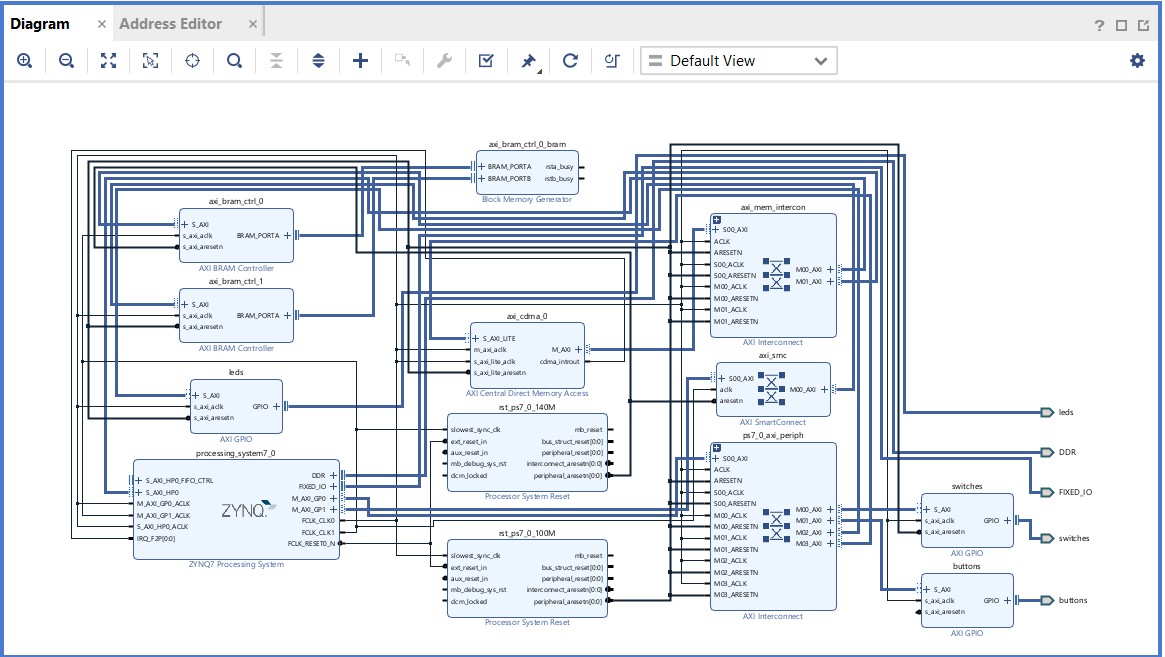 Diagram × Address Editor ×
? 
Default View
axi_bram_ctrl_0_bram
BRAM_PORTA rsta_busy
BRAM_PORTB rstb_busy
Block Memory Generator
axi_bram_ctrl_0
S_AXI
s_axi_aclk BRAM_PORTA
s_axi_aresetn
AXI BRAM Controller
axi_bram_ctrl_1
S_AXI
s_axi_aclk BRAM_PORTA
s_axi_aresetn
AXI BRAM Controller
leds
S_AXI
s_axi_aclk GPIO
s_axi_aresetn
AXI GPIO
processing_system7_0
DDR
S_AXI_HP0_FIFO_CTRL FIXED_IO
S_AXI_HP0 M_AXI_GP0
M_AXI_GP0_ACLK M_AXI_GP1
M_AXI_GP1_ACLK FCLK_CLK0
S_AXI_HP0_ACLK FCLK_CLK1
IRQ_F2P[0:0] FCLK_RESET0_N
ZYNQ.
ZYNQ7 Processing System
axi_cdma_0
S_AXI_LITE
m_axi_aclk M_AXI
s_axi_lite_aclk cdma_introut
s_axi_lite_aresetn
AXI Central Direct Memory Access
rst_ps7_0_140M
slowest_sync_clk mb_reset
ext_reset_in bus_struct_reset[0:0]
aux_reset_in peripheral_reset[0:0]
mb_debug_sys_rst interconnect_aresetn[0:0]
dcm_locked peripheral_aresetn[0:0]
Processor System Reset
rst_ps7_0_100M
slowest_sync_clk mb_reset
ext_reset_in bus_struct_reset[0:0]
aux_reset_in peripheral_reset[0:0]
mb_debug_sys_rst interconnect_aresetn[0:0]
dcm_locked peripheral_aresetn[0:0]
Processor System Reset
axi_mem_intercon
S00_AXI
ACLK
ARESETN
S00_ACLK
S00_ARESETN M00_AXI
M00_ACLK M01_AXI
M00_ARESETN
M01_ACLK
M01_ARESETN
AXI Interconnect
axi_smc
S00_AXI
aclk M00_AXI
aresetn
AXI SmartConnect
ps7_0_axi_periph
S00_AXI
ACLK
ARESETN
S00_ACLK
S00_ARESETN M00_AXI
M00_ACLK M01_AXI
M00_ARESETN M02_AXI
M01_ACLK M03_AXI
M01_ARESETN
M02_ACLK
M02_ARESETN
M03_ACLK
M03_ARESETN
AXI Interconnect
switches
S_AXI
s_axi_aclk GPIO
s_axi_aresetn
AXI GPIO
buttons
S_AXI
s_axi_aclk GPIO
s_axi_aresetn
AXI GPIO
leds
DDR
FIXED_IO
switches
buttons